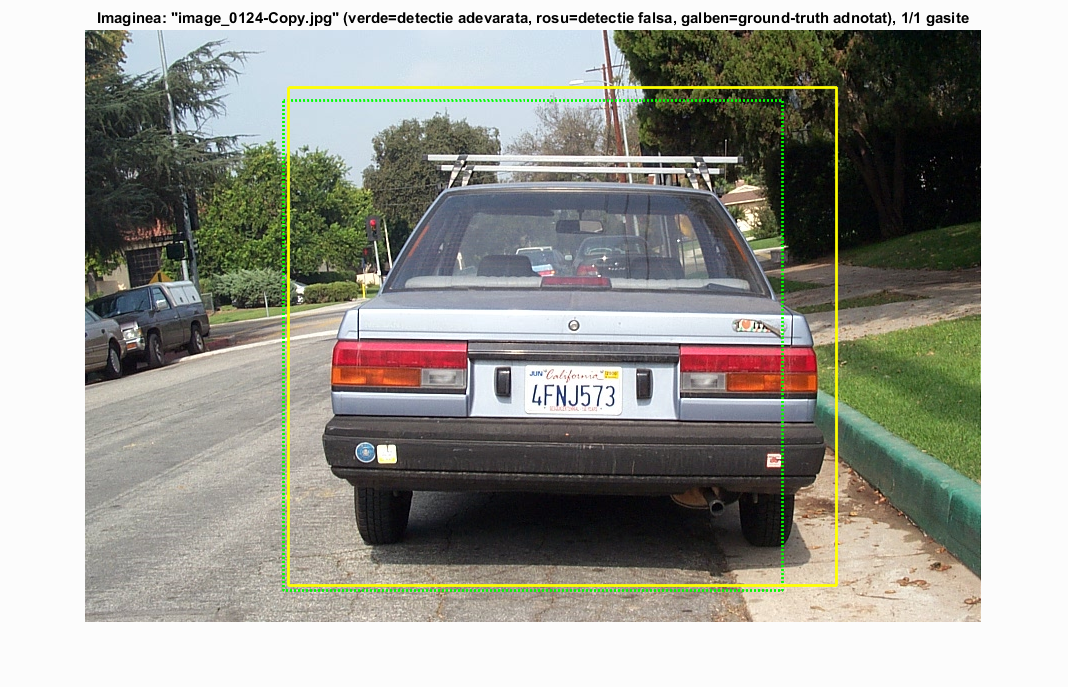 Imaginea: "image_0124-Copy.jpg" (verde=detectie adevarata, rosu=detectie falsa, galben=ground-truth adnotat), 1/1 gasite
JUN California
4FNJ573